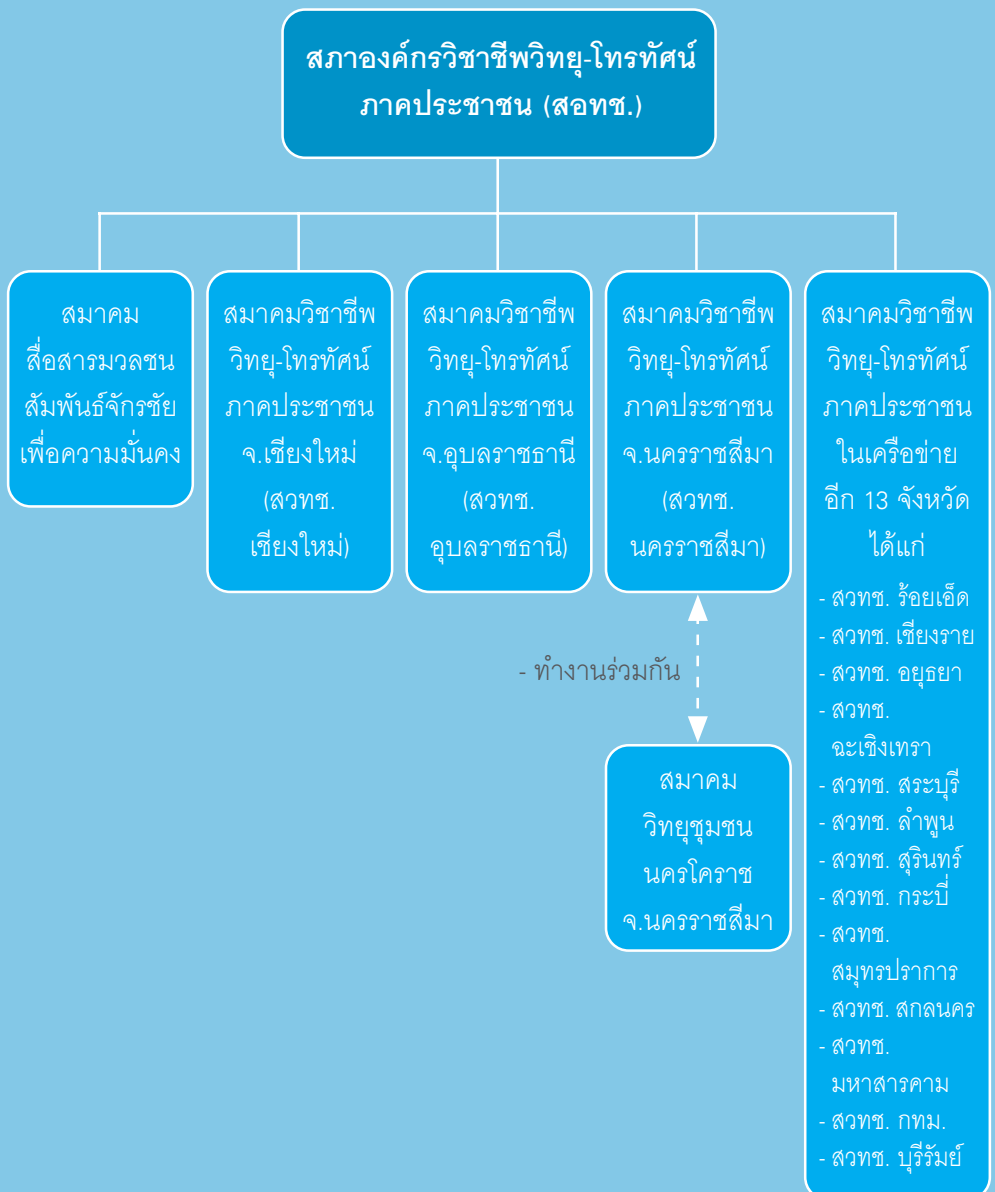 สภาองค์กรวิชาชีพวิทยุ-โทรทัศน์
ภาคประชาชน (สอทช.)
สมาคม
สื่อสารมวลชน
สัมพันธ์จักรชัย
เพื่อความมั่นคง
สมาคมวิชาชีพ
วิทยุ-โทรทัศน์
ภาคประชาชน
จ.เชียงใหม่
(สวทช.
เชียงใหม่)
สมาคมวิชาชีพ
วิทยุ-โทรทัศน์
ภาคประชาชน
จ.อุบลราชธานี
(สวทช.
อุบลราชธานี)
สมาคมวิชาชีพ
วิทยุ-โทรทัศน์
ภาคประชาชน
จ.นครราชสีมา
(สวทช.
นครราชสีมา)
- ทำงานร่วมกัน
สมาคม
วิทยุชุมชน
นครโคราช
จ.นครราชสีมา
สมาคมวิชาชีพ
วิทยุ-โทรทัศน์
ภาคประชาชน
ในเครือข่าย
อีก 13 จังหวัด
ได้แก่
- สวทช. ร้อยเอ็ด
- สวทช. เชียงราย
- สวทช. อยุธยา
- สวทช.
ฉะเชิงเทรา
- สวทช. สระบุรี
- สวทช. ลำพูน
- สวทช. สุรินทร์
- สวทช. กระบี่
- สวทช.
สมุทรปราการ
- สวทช. สกลนคร
- สวทช.
มหาสารคาม
- สวทช. กทม.
- สวทช. บุรีรัมย์